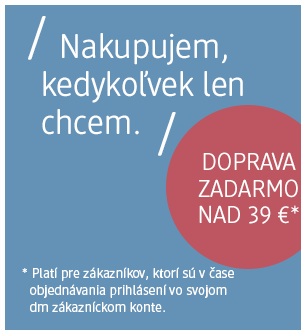 Nakupujem,
kedykoľvek len
chcem.
DOPRAVA
ZADARMO
NAD 39 €*
* Platí pre zákazníkov, ktorí sú v čase
objednávania prihlásení vo svojom
dm zákazníckom konte.